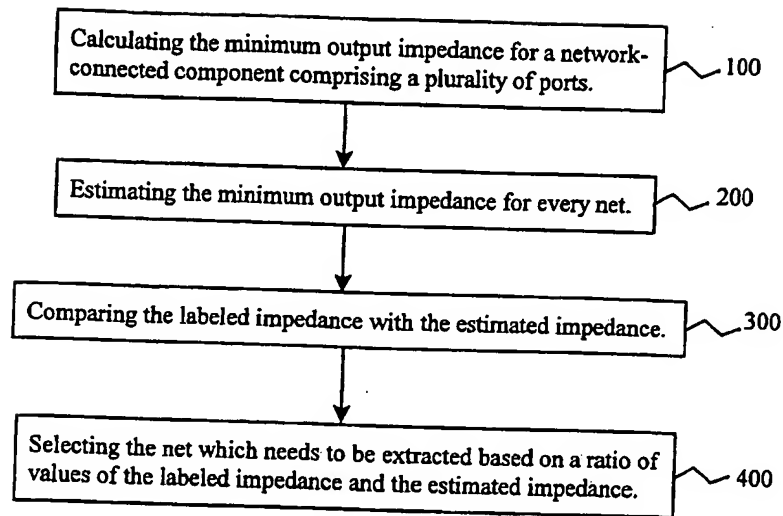 Calculating the minimum output impedance for a network-
connected component comprising a plurality of ports.
100
Estimating the minimum output impedance for every net.
200
Comparing the labeled impedance with the estimated impedance.
300
Selecting the net which needs to be extracted based on a ratio of
values of the labeled impedance and the estimated impedance.
400